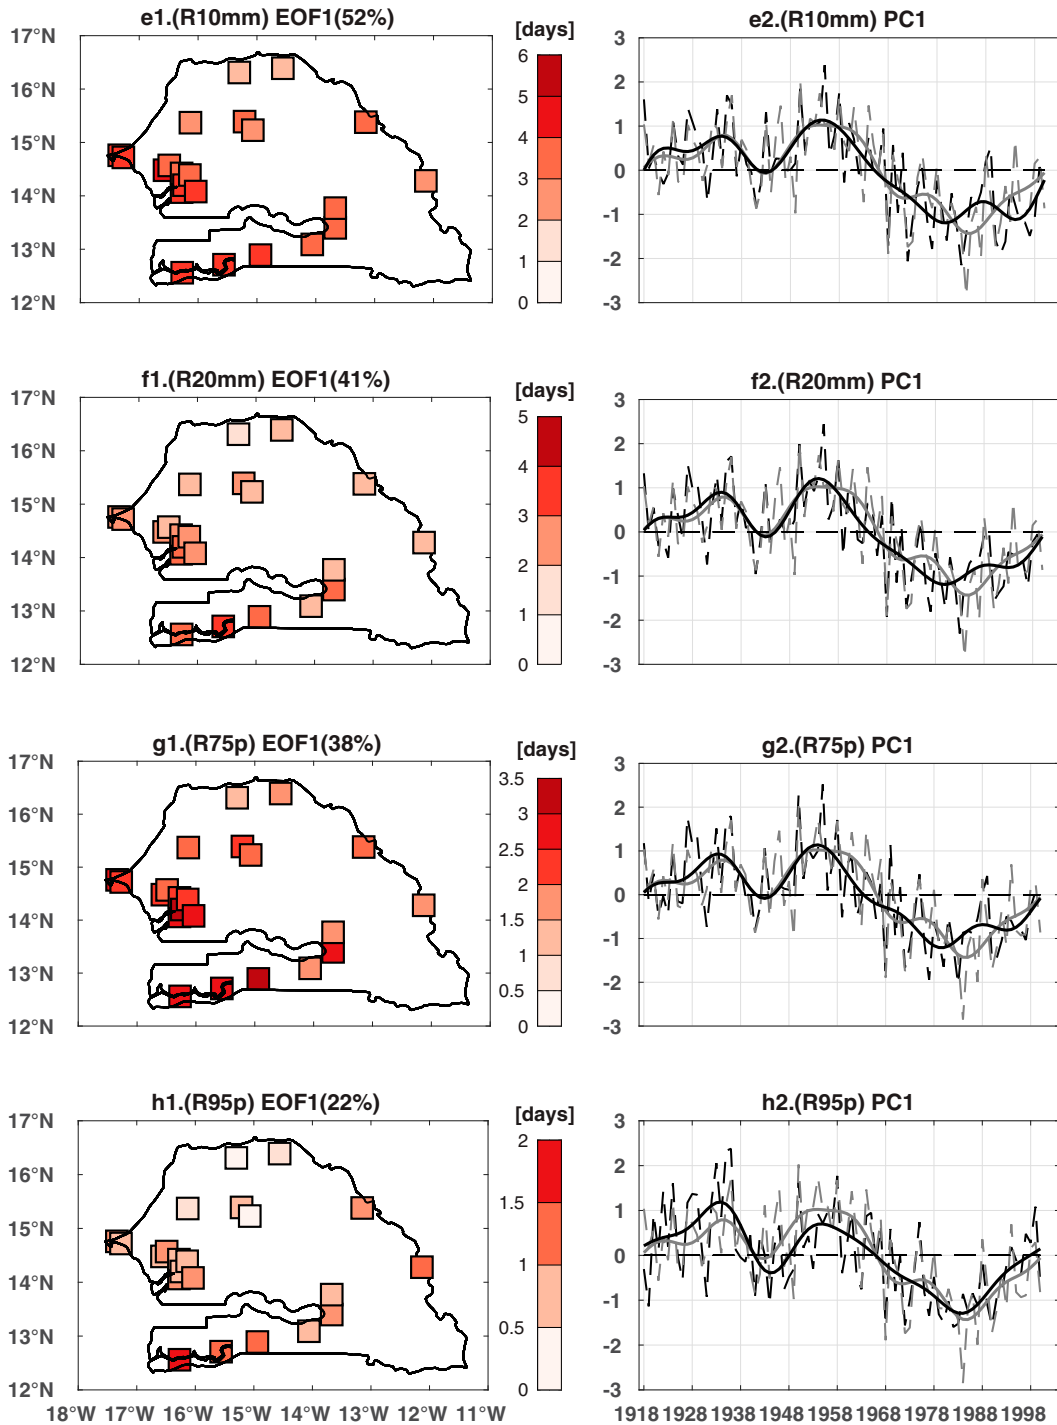 e1.(R10mm) EOF1(52%)
[days]
e2.(R10mm) PC1
17°N
16°N
15°N
14°N
13°N
12°N
6
5
4
3
2
1
0
3
2
1
0
-1
-2
-3
f1.(R20mm) EOF1(41%)
[days]
f2.(R20mm) PC1
17°N
16°N
15°N
14°N
13°N
12°N
5
4
3
2
1
0
3
2
1
0
-1
-2
-3
g1.(R75p) EOF1(38%)
[days]
g2.(R75p) PC1
17°N
16°N
15°N
14°N
13°N
12°N
3.5
3
2.5
2
1.5
1
0.5
0
3
2
1
0
-1
-2
-3
h1.(R95p) EOF1(22%)
[days]
h2.(R95p) PC1
17°N
16°N
15°N
14°N
13°N
12°N
2
1.5
1
0.5
0
3
2
1
0
-1
-2
-3
18°W 17°W 16°W 15°W 14°W 13°W 12°W 11°W
1918 1928 1938 1948 1958 1968 1978 1988 1998